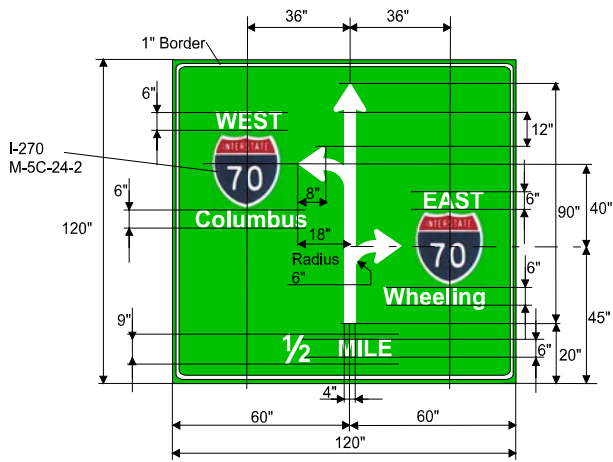 36"
36"
1" Border
6"
WEST
12"
I-270
M-5C-24-2
INTERSTATE
70
8"
6"
Columbus
EAST
6"
INTERSTATE
70
120"
90"
40"
18"
Radius
6"
6"
Wheeling
45"
9"
½ MILE
6"
20"
4"
60"
60"
120"